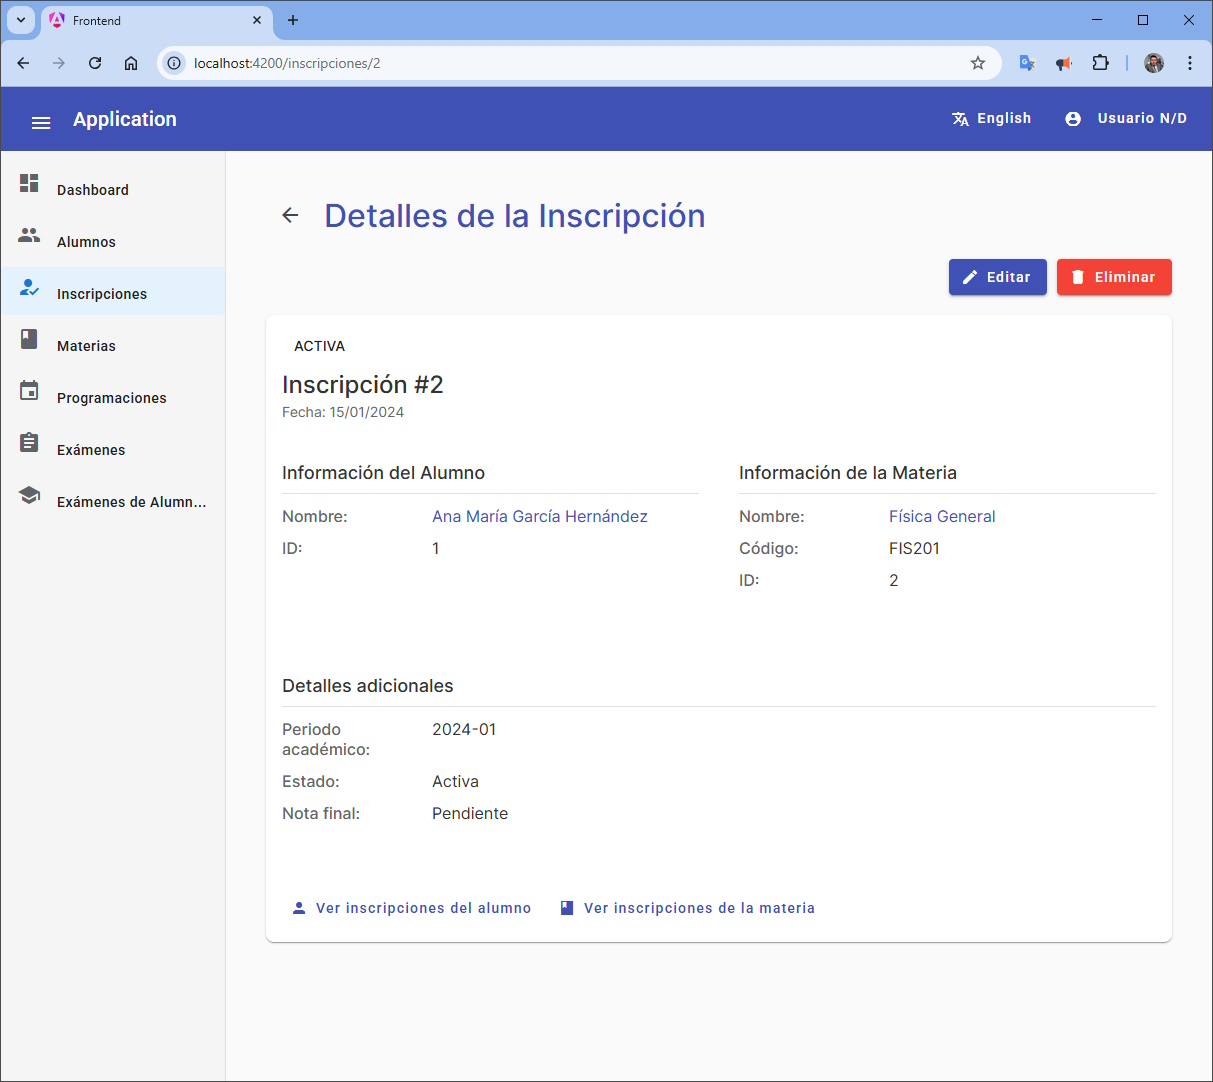 Frontend
localhost:4200/inscripciones/2
Application
English
Usuario N/D
Dashboard
Alumnos
Inscripciones
Materias
Programaciones
Exámenes
Exámenes de Alumn...
Detalles de la Inscripción
Editar
Eliminar
ACTIVA
Inscripción #2
Fecha: 15/01/2024
Información del Alumno
Nombre: Ana María García Hernández
ID: 1
Información de la Materia
Nombre: Física General
Código: FIS201
ID: 2
Detalles adicionales
Periodo académico: 2024-01
Estado: Activa
Nota final: Pendiente
Ver inscripciones del alumno
Ver inscripciones de la materia